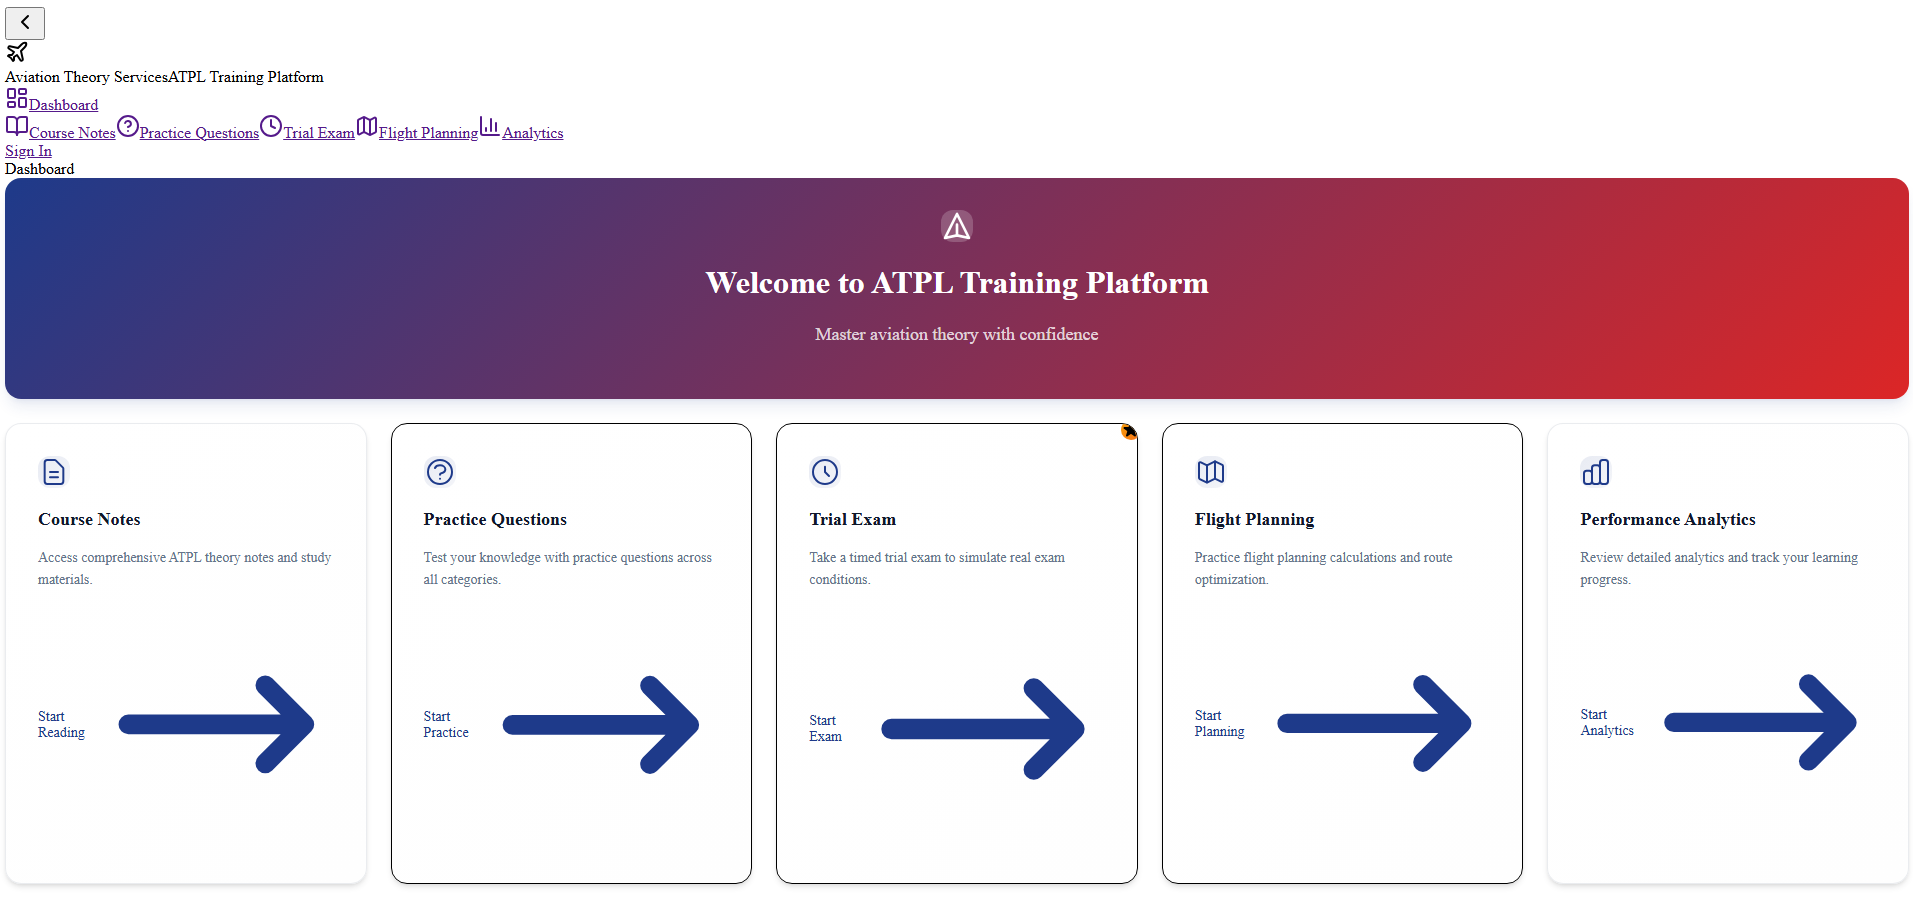 Aviation Theory ServicesATPL Training Platform
Dashboard
Course Notes Practice Questions Trial Exam Flight Planning Analytics
Sign In
Dashboard
Welcome to ATPL Training Platform
Master aviation theory with confidence
Course Notes
Access comprehensive ATPL theory notes and study
materials.
Start
Reading
Practice Questions
Test your knowledge with practice questions across
all categories.
Start
Practice
Trial Exam
Take a timed trial exam to simulate real exam
conditions.
Start
Exam
Flight Planning
Practice flight planning calculations and route
optimization.
Start
Planning
Performance Analytics
Review detailed analytics and track your learning
progress.
Start
Analytics